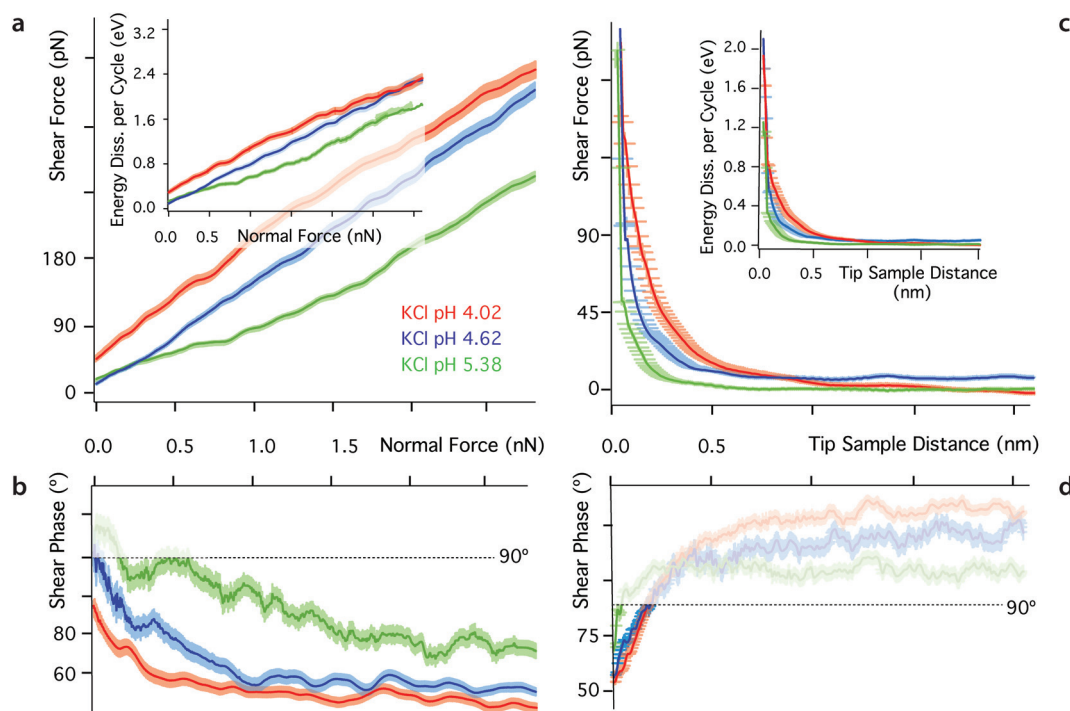 a
Shear Force (pN)
180
90
0
Energy Diss. per Cycle (eV)
3.2
2.4
1.6
0.8
0.0
0.0
0.5
Normal Force (nN)
KCl pH 4.02
KCl pH 4.62
KCl pH 5.38
0.0
0.5
1.0
1.5
Normal Force (nN)
c
Shear Force (pN)
90
45
0
Energy Diss. per Cycle (eV)
2.0
1.6
1.2
0.8
0.4
0.0
0.0
0.5
Tip Sample Distance
(nm)
0.0
0.5
Tip Sample Distance (nm)
b
Shear Phase (°)
80
60
90º
d
Shear Phase (°)
75
50
90º